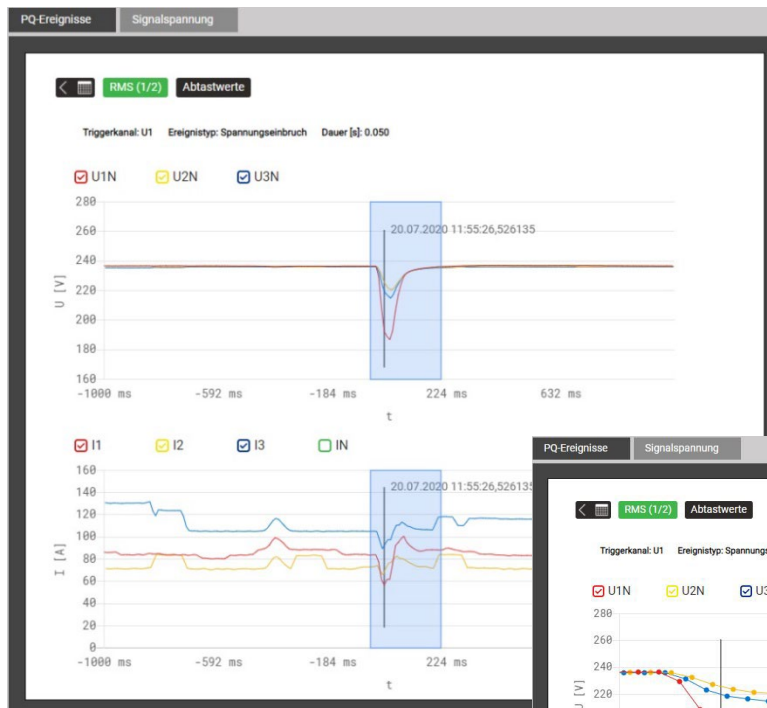 PQ-Ereignisse Signalspannung
RMS (1/2) Abtastwerte
Triggerkanal: U1 Ereignistyp: Spannungseinbruch Dauer [s]: 0.050
U1N U2N U3N
280
260
240
220
200
180
160
U [V]
20.07.2020 11:55:26,526135
-1000 ms -592 ms -184 ms 224 ms 632 ms
t
I1 I2 I3 IN
160
140
120
100
80
60
40
20
0
I [A]
20.07.2020 11:55:26,526135
-1000 ms -592 ms -184 ms 224 ms
t
PQ-Ereignisse Signalspannung
RMS (1/2) Abtastwerte
Triggerkanal: U1 Ereignistyp: Spannungs
U1N U2N U3
280
260
240
220
U [V]